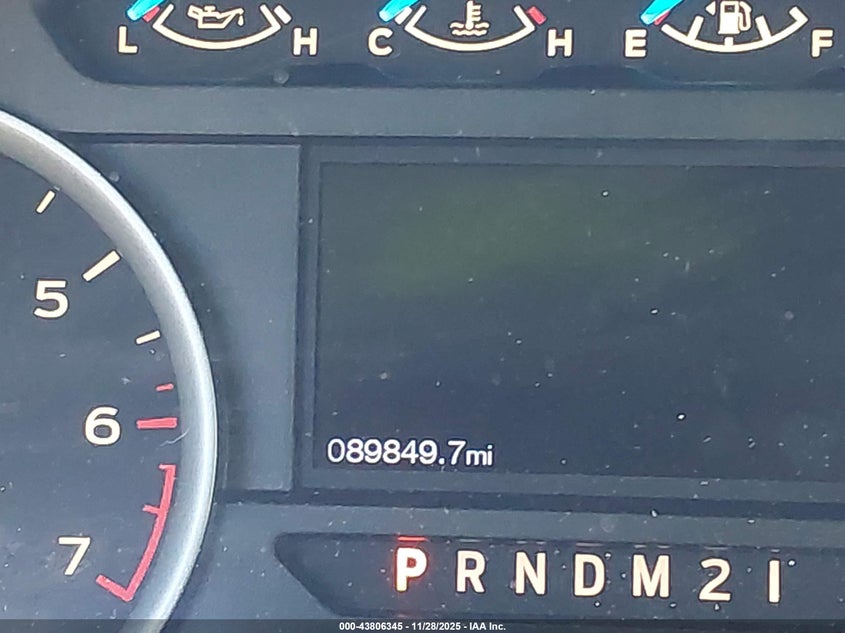 L H C H E F
5
6
089849.7mi
7
P R N D M 2 1
000-43806345 - 11/28/2025 - IAA Inc.